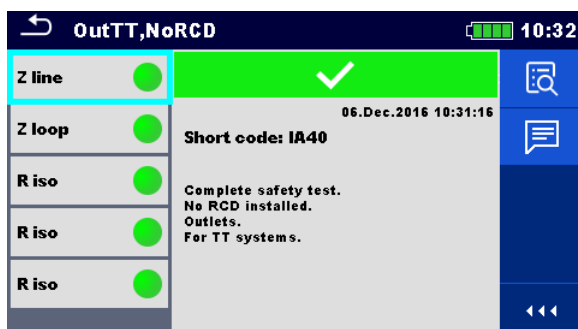 OutTT,NoRCD
10:32
Z line
Z loop
R iso
R iso
R iso
06.Dec.2016 10:31:16
Short code: IA40
Complete safety test.
No RCD installed.
Outlets.
For TT systems.